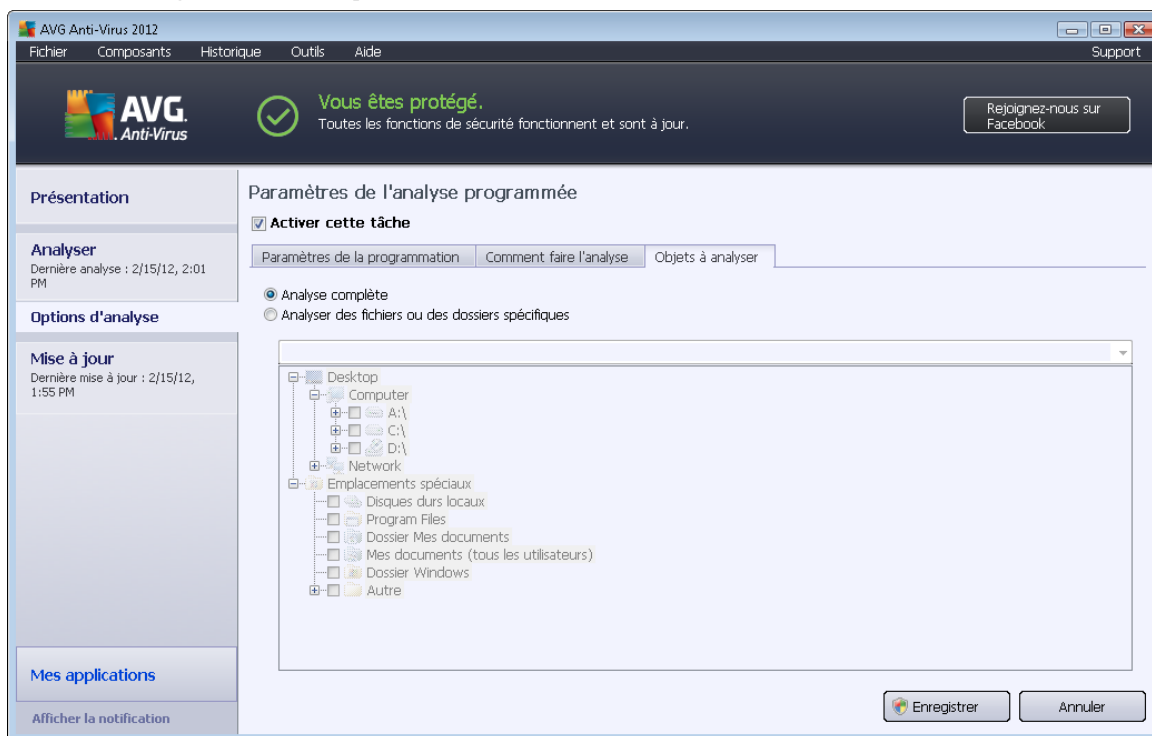 AVG Anti-Virus 2012
Fichier Composants Historique Outils Aide Support
AVG.
Anti-Virus
Vous êtes protégé.
Toutes les fonctions de sécurité fonctionnent et sont à jour.
Rejoignez-nous sur
Facebook
Présentation
Analyser
Dernière analyse : 2/15/12, 2:01
PM
Options d'analyse
Mise à jour
Dernière mise à jour : 2/15/12,
1:55 PM
Mes applications
Afficher la notification
Paramètres de l'analyse programmée
Activer cette tâche
Paramètres de la programmation Comment faire l'analyse Objets à analyser
Analyse complète
Analyser des fichiers ou des dossiers spécifiques
Desktop
Computer
A:\
C:\
D:\
Network
Emplacements spéciaux
Disques durs locaux
Program Files
Dossier Mes documents
Mes documents (tous les utilisateurs)
Dossier Windows
Autre
Enregistrer Annuler